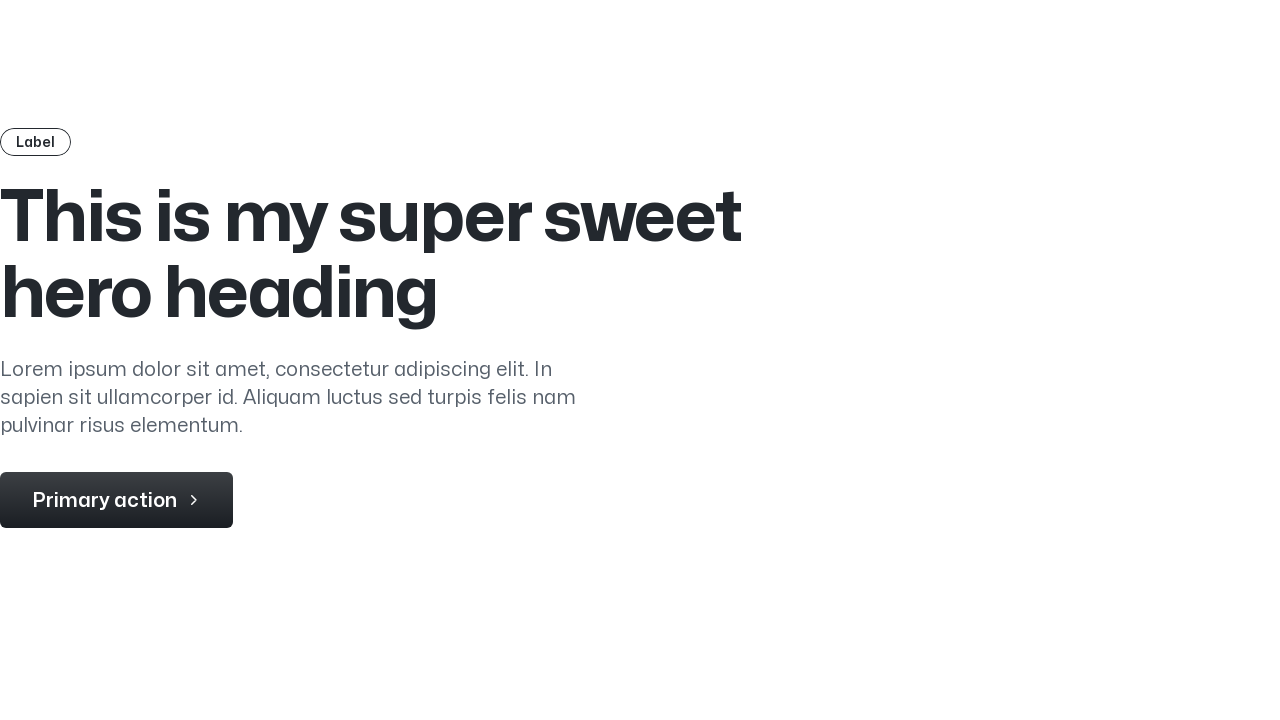 Label
This is my super sweet
hero heading
Lorem ipsum dolor sit amet, consectetur adipiscing elit. In
sapien sit ullamcorper id. Aliquam luctus sed turpis felis nam
pulvinar risus elementum.
Primary action